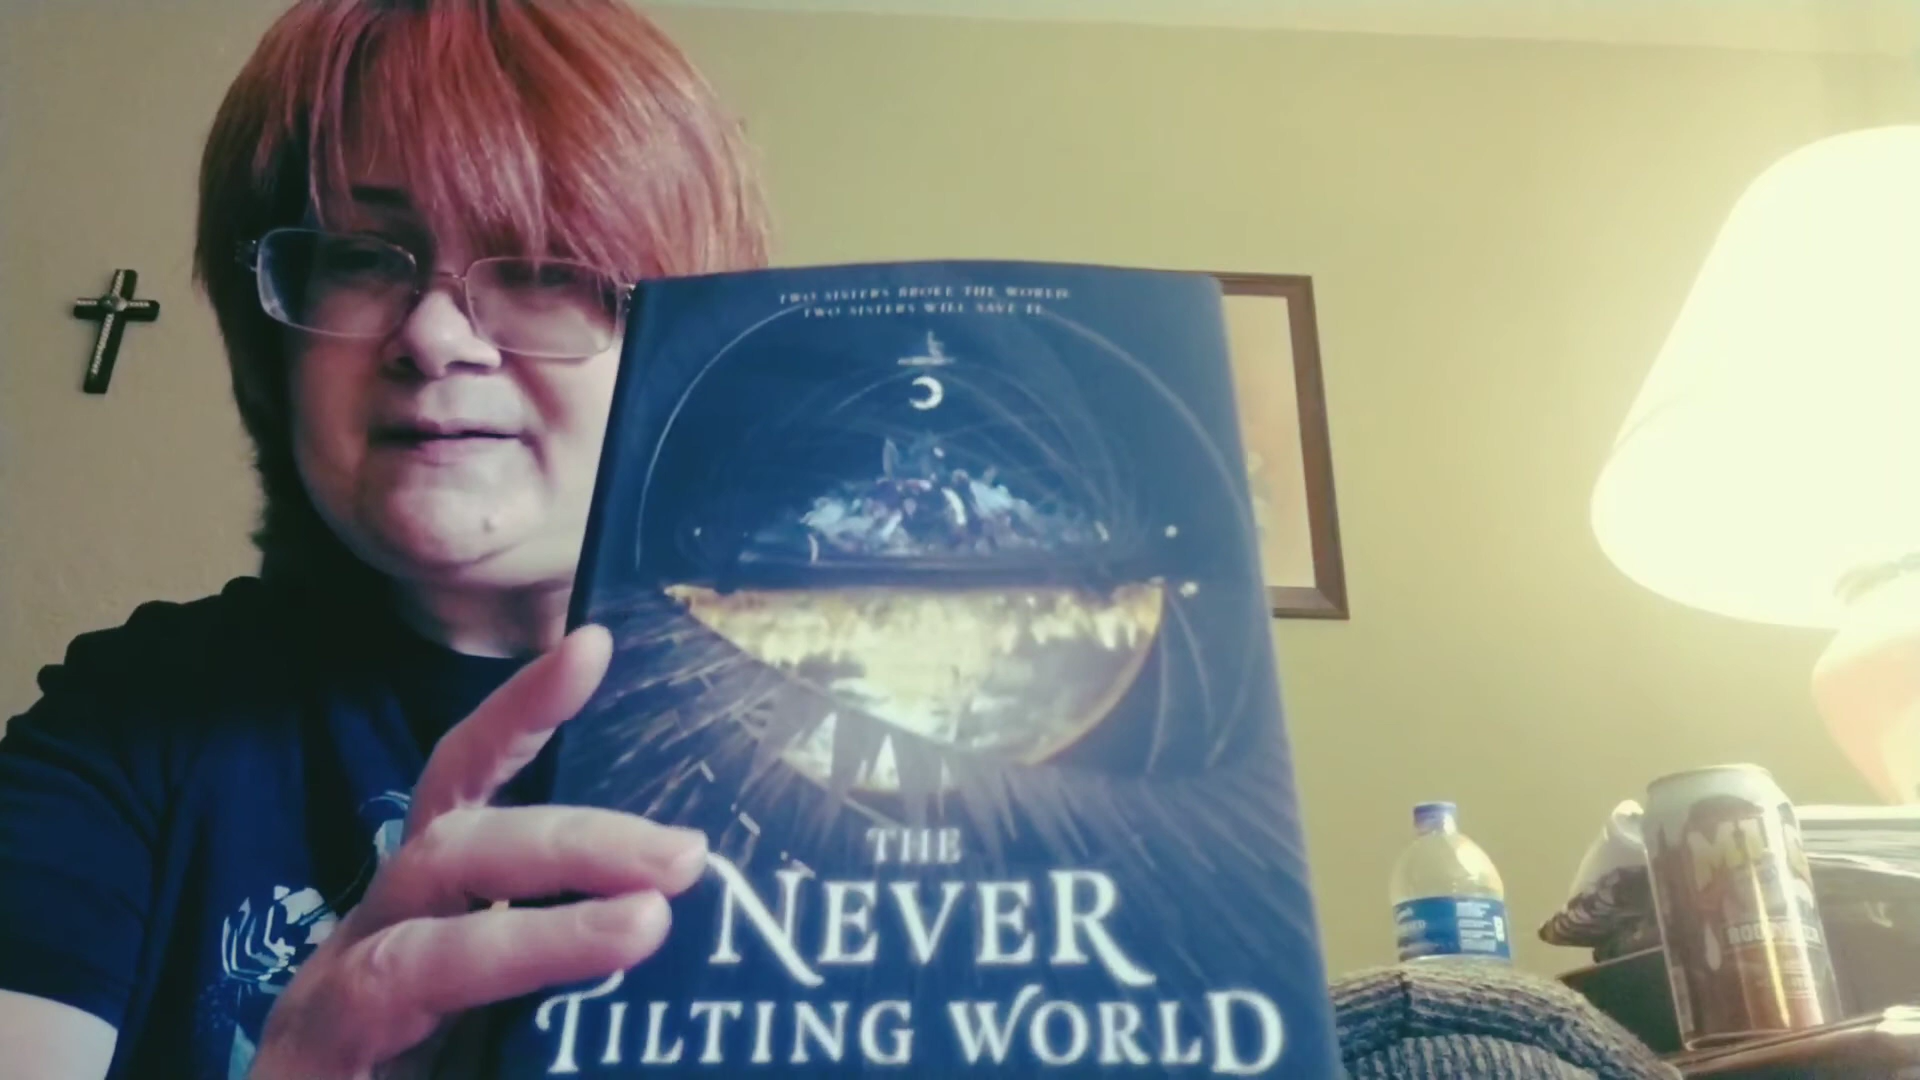 TWO SISTERS BROKE THE WORLD.
TWO SISTERS WILL SAVE IT.
THE
NEVER
TILTING WORLD